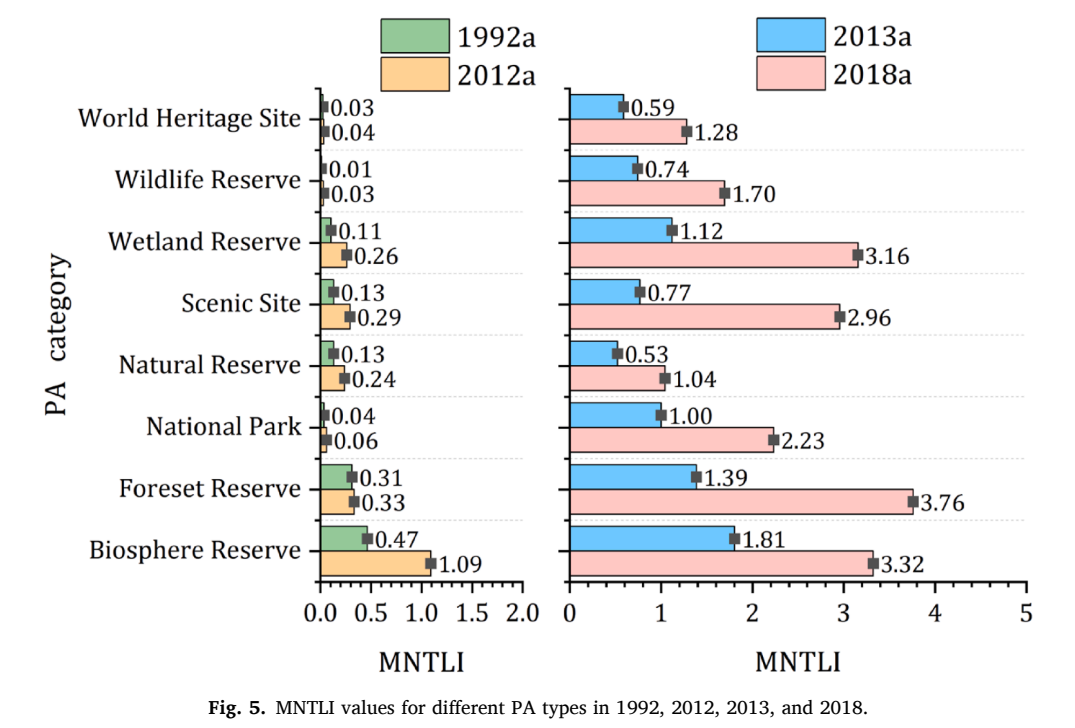 1992a
2012a
2013a
2018a
PA category
World Heritage Site
0.03
0.04
0.59
1.28
Wildlife Reserve
0.01
0.03
0.74
1.70
Wetland Reserve
0.11
0.26
1.12
3.16
Scenic Site
0.13
0.29
0.77
2.96
Natural Reserve
0.13
0.24
0.53
1.04
National Park
0.04
0.06
1.00
2.23
Foreset Reserve
0.31
0.33
1.39
3.76
Biosphere Reserve
0.47
1.09
1.81
3.32
0.0 0.5 1.0 1.5 2.0
0 1 2 3 4 5
MNTLI
MNTLI
Fig. 5. MNTLI values for different PA types in 1992, 2012, 2013, and 2018.